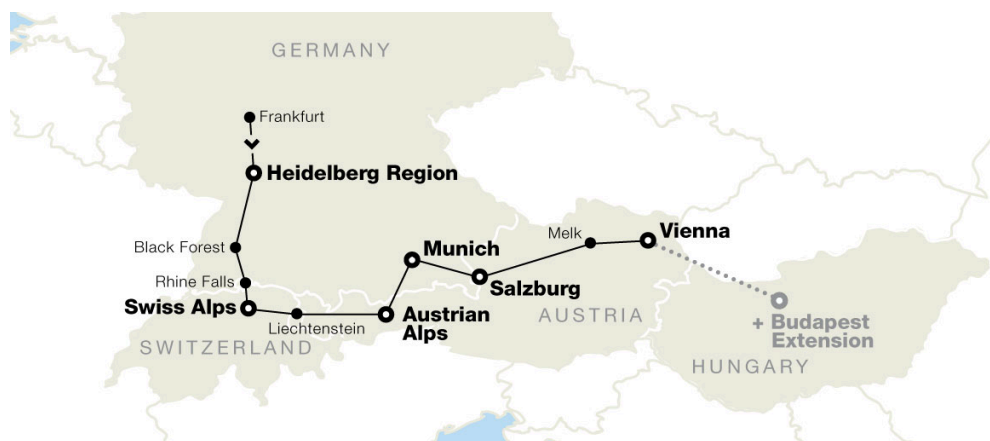 GERMANY
Frankfurt
Heidelberg Region
Black Forest
Rhine Falls
Swiss Alps
Liechtenstein
SWITZERLAND
Munich
Austrian
Alps
Salzburg
Melk
Vienna
AUSTRIA
+ Budapest
Extension
HUNGARY